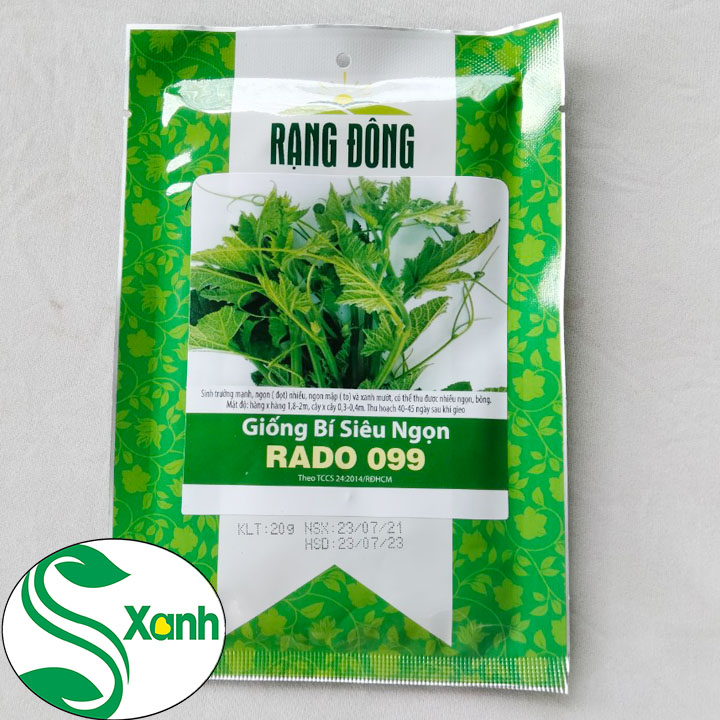 RẠNG ĐÔNG
Sinh trưởng mạnh, ngọn ( đọt) nhiều, ngọn mập ( to) và xanh mướt, có thể thu được nhiều ngọn, bông.
Mật độ: hàng x hàng 1,8-2m, cây x cây 0,3-0,4m. Thu hoạch 40-45 ngày sau khi gieo
Giống Bí Siêu Ngọn
RADO 099
Theo TCCS 24:2014/RĐHCM
KLT:20g NSX:23/07/21
HSD:23/07/23
Xanh